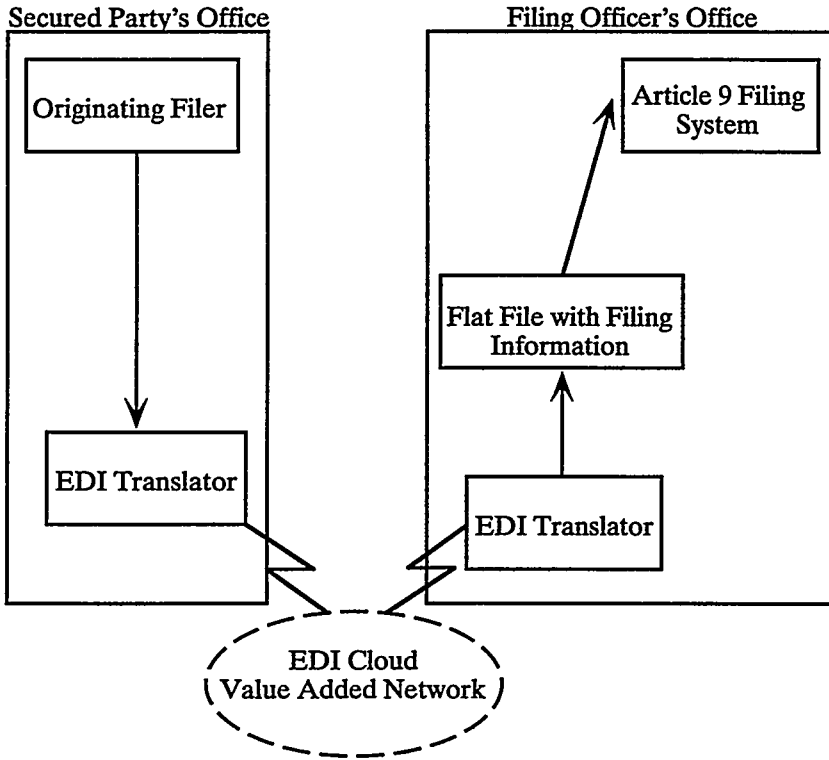 Secured Party's Office
Originating Filer
EDI Translator
Filing Officer's Office
Article 9 Filing
System
Flat File with Filing
Information
EDI Translator
EDI Cloud
Value Added Network